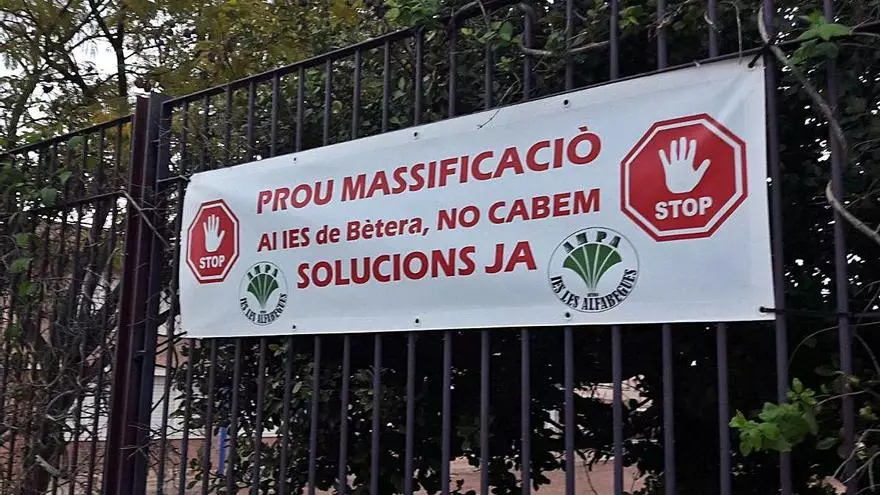 PROU MASSIFICACIÒ
Al IES de Bètera, NO CABEM
SOLUCIONS JA
STOP
STOP
AMPA
IES LES ALFABEGUES
AMPA
IES LES ALFABEGUES